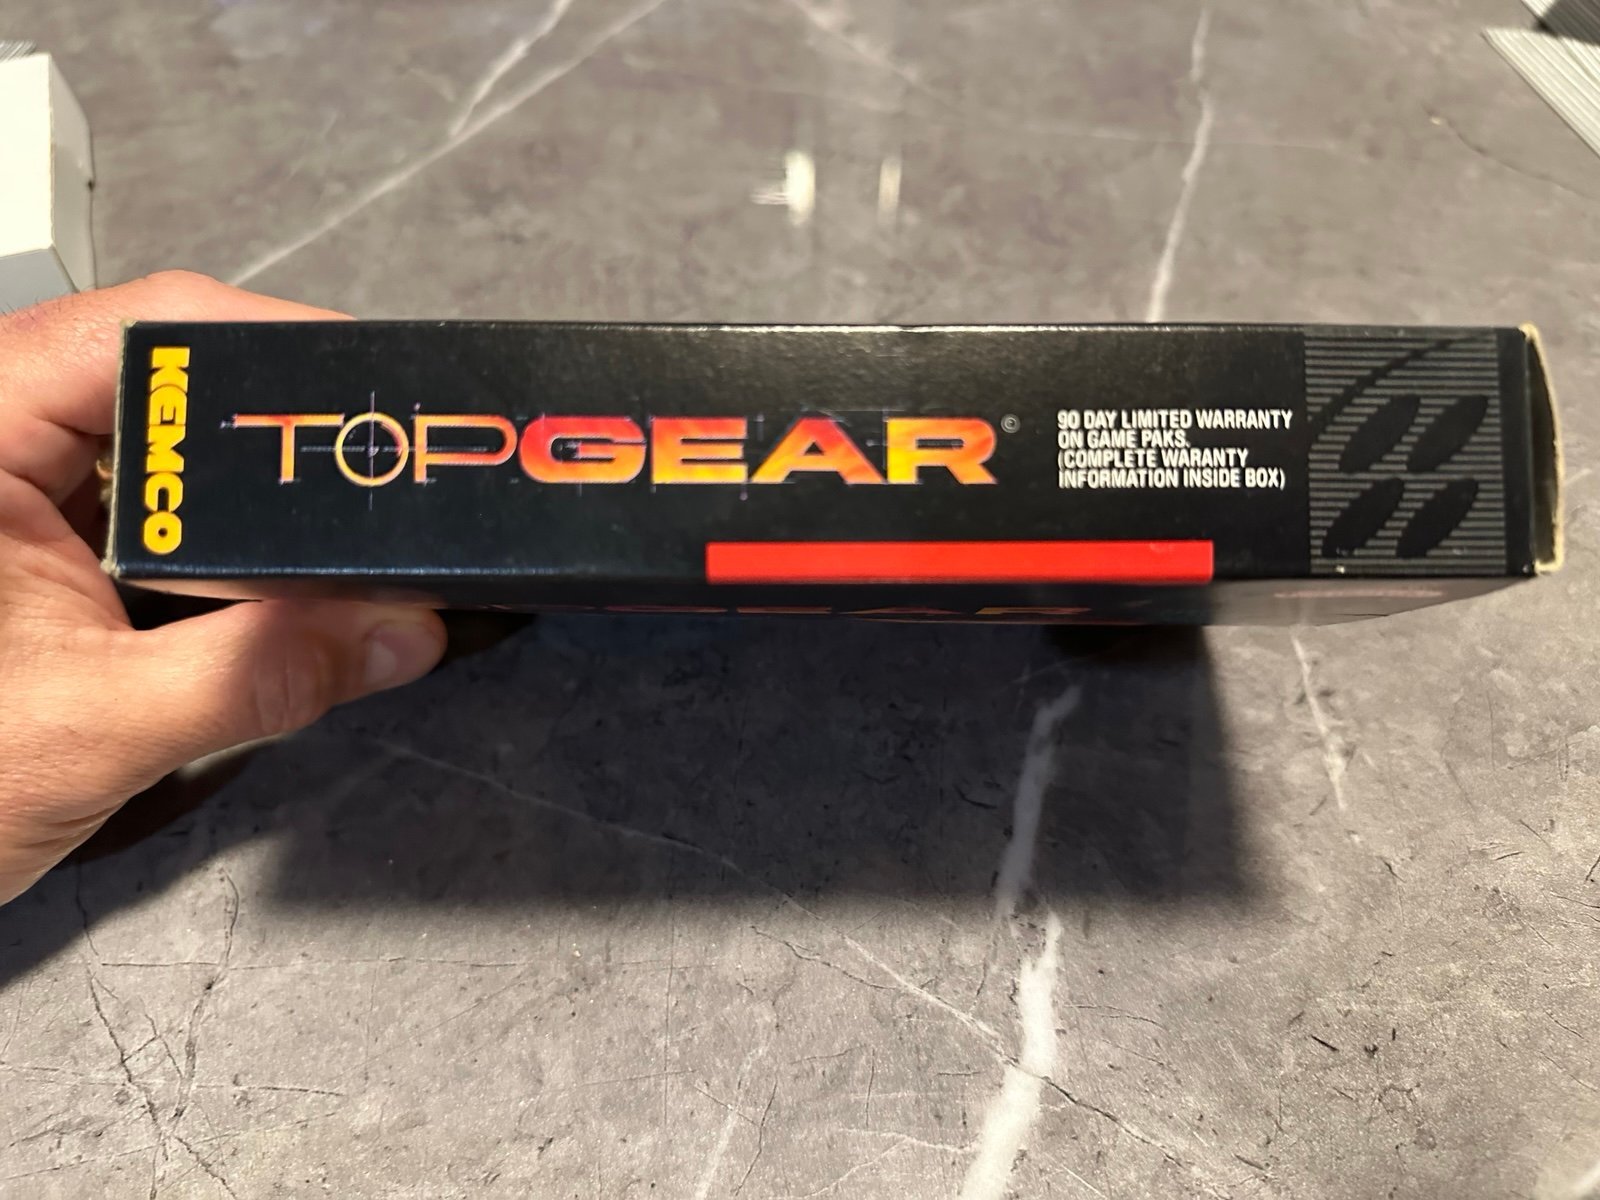 KEMCO
TOPGEAR©
90 DAY LIMITED WARRANTY
ON GAME PAKS.
(COMPLETE WARANTY
INFORMATION INSIDE BOX)